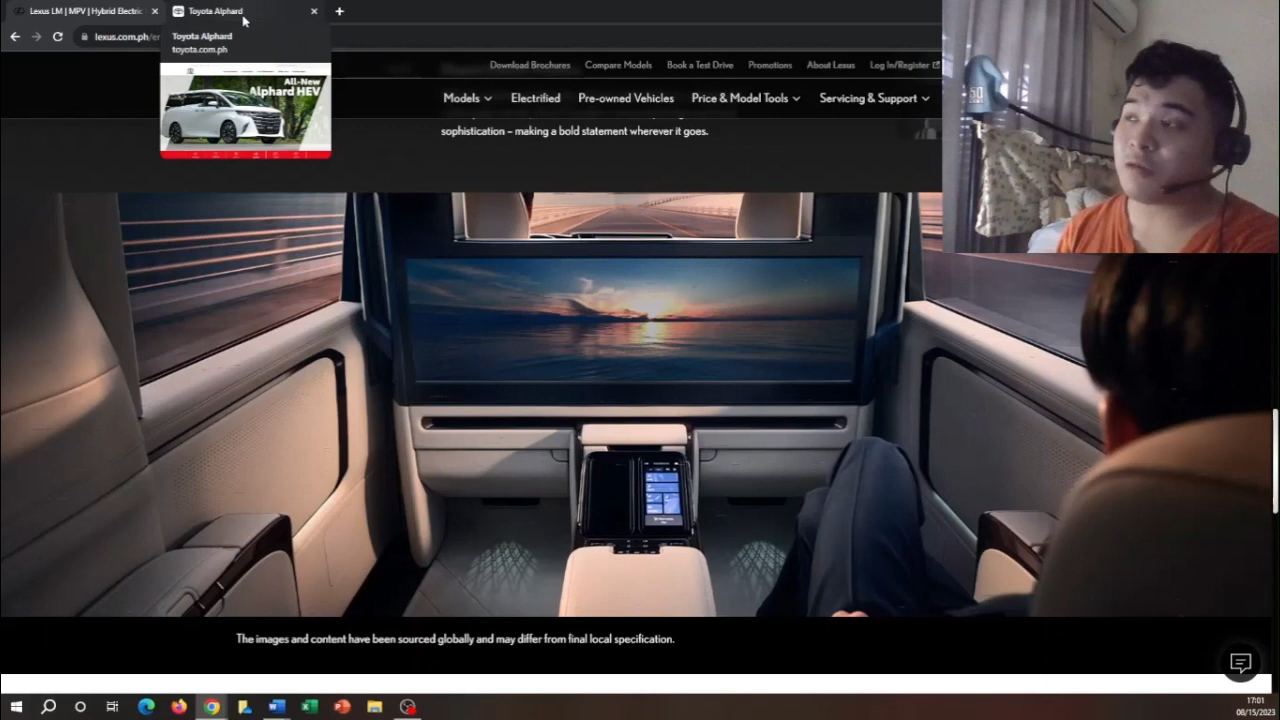 Lexus LM | MPV | Hybrid Electric
Toyota Alphard
lexus.com.ph/en
Toyota Alphard
toyota.com.ph
All-New
Alphard HEV
Download Brochures Compare Models Book a Test Drive Promotions About Lexus Log In/Register
Models Electrified Pre-owned Vehicles Price & Model Tools Servicing & Support
sophistication – making a bold statement wherever it goes.
50
The images and content have been sourced globally and may differ from final local specification.
17:01
08/15/2023